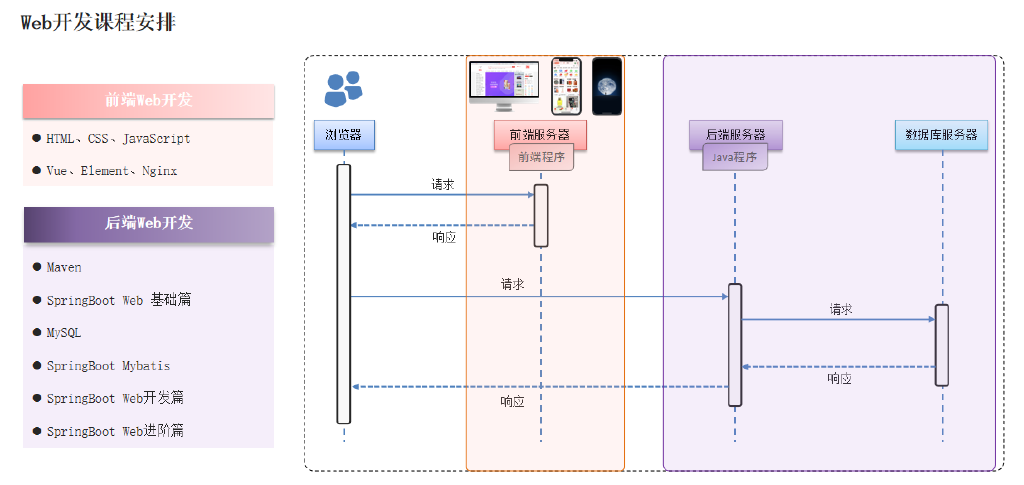 Web开发课程安排
前端Web开发
HTML、CSS、JavaScript
Vue、Element、Nginx
后端Web开发
Maven
SpringBoot Web 基础篇
MySQL
SpringBoot Mybatis
SpringBoot Web开发篇
SpringBoot Web进阶篇
浏览器
前端服务器
前端程序
后端服务器
Java程序
数据库服务器
请求
响应
请求
请求
响应
响应